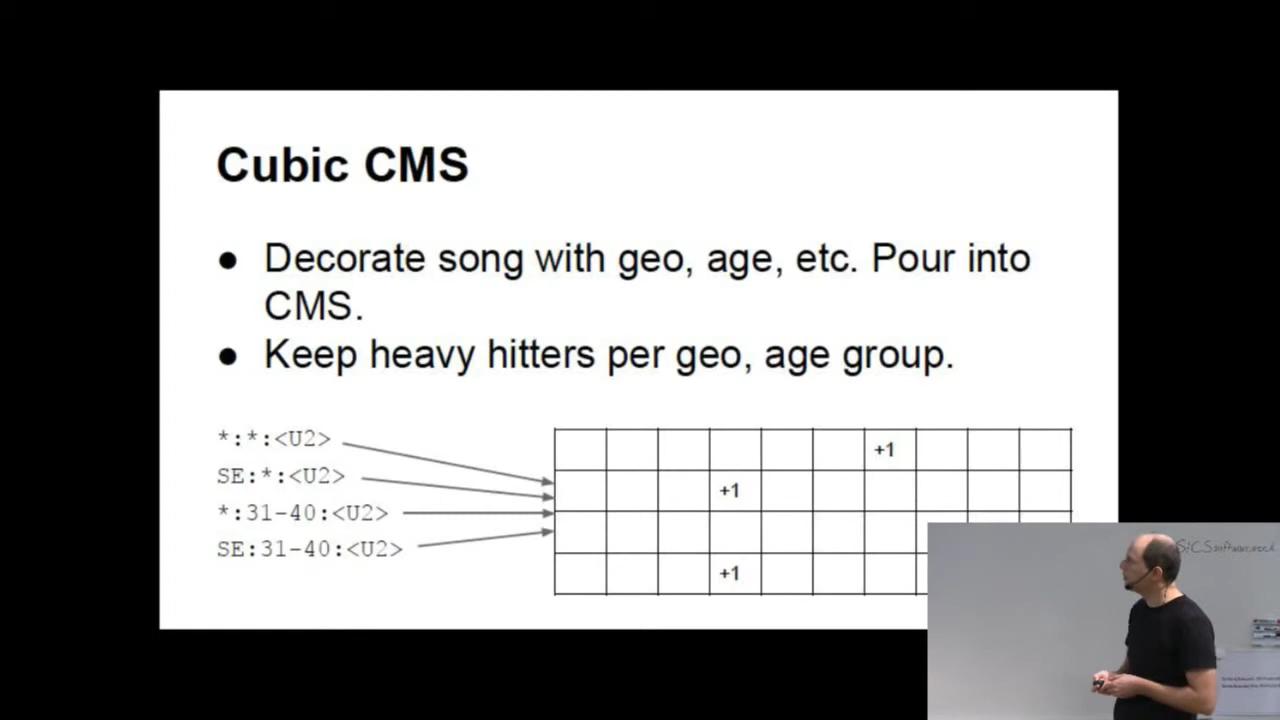 Cubic CMS
● Decorate song with geo, age, etc. Pour into
CMS.
● Keep heavy hitters per geo, age group.
*:*:<U2>
SE:*:<U2>
*:31-40:<U2>
SE:31-40:<U2>
+1
+1
+1